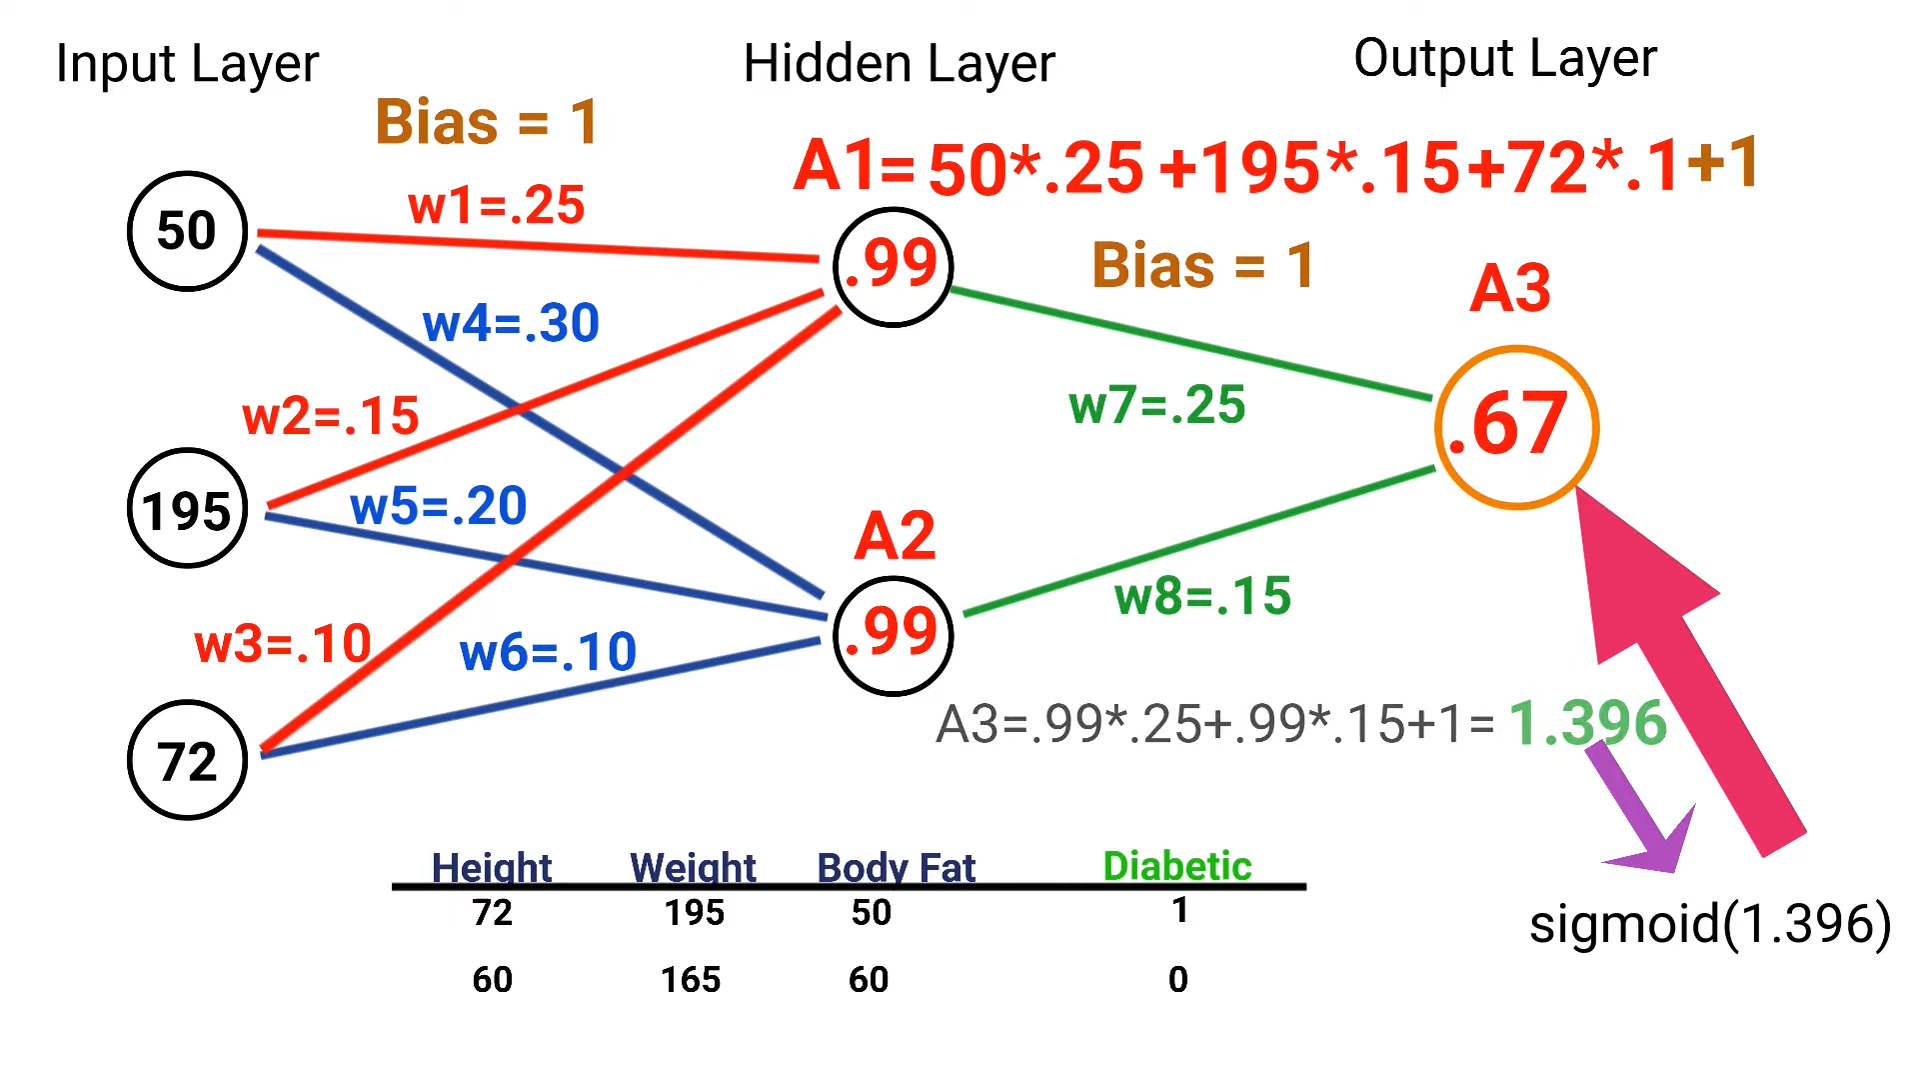 Input Layer
Hidden Layer
Output Layer
Bias = 1
A1= 50*.25 +195*.15+72*.1+1
50
w1=.25
.99
Bias = 1
A3
w4=.30
w7=.25
.67
w2=.15
195
w5=.20
A2
w8=.15
.99
w3=.10
w6=.10
72
A3=.99*.25+.99*.15+1= 1.396
Height Weight Body Fat Diabetic
72 195 50 1
sigmoid(1.396)
60 165 60 0